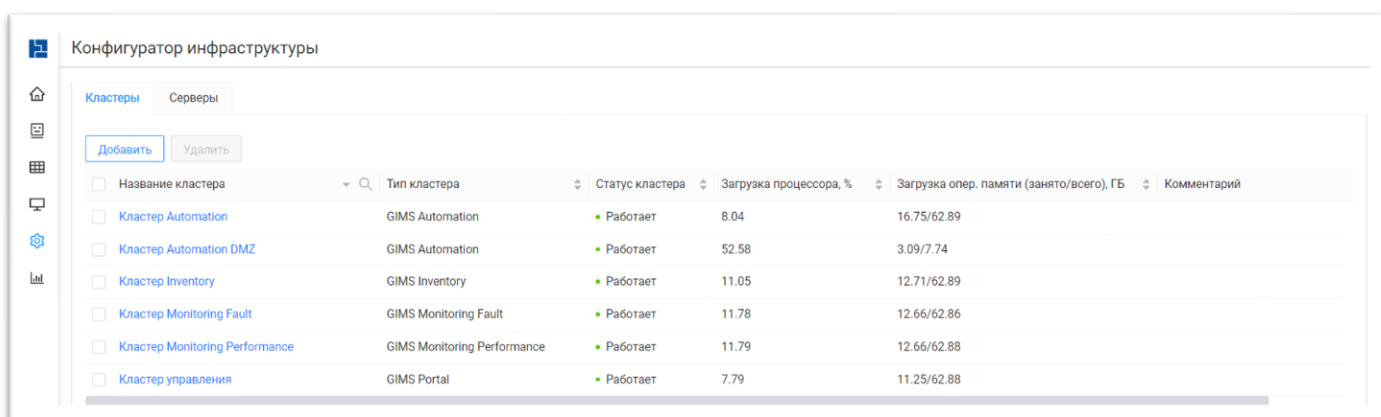 Конфигуратор инфраструктуры
Кластеры Серверы
Добавить Удалить
Название кластера Тип кластера Статус кластера Загрузка процессора, % Загрузка опер. памяти (занято/всего), ГБ Комментарий
Кластер Automation GIMS Automation Работает 8.04 16.75/62.89
Кластер Automation DMZ GIMS Automation Работает 52.58 3.09/7.74
Кластер Inventory GIMS Inventory Работает 11.05 12.71/62.89
Кластер Monitoring Fault GIMS Monitoring Fault Работает 11.78 12.66/62.86
Кластер Monitoring Performance GIMS Monitoring Performance Работает 11.79 12.66/62.88
Кластер управления GIMS Portal Работает 7.79 11.25/62.88